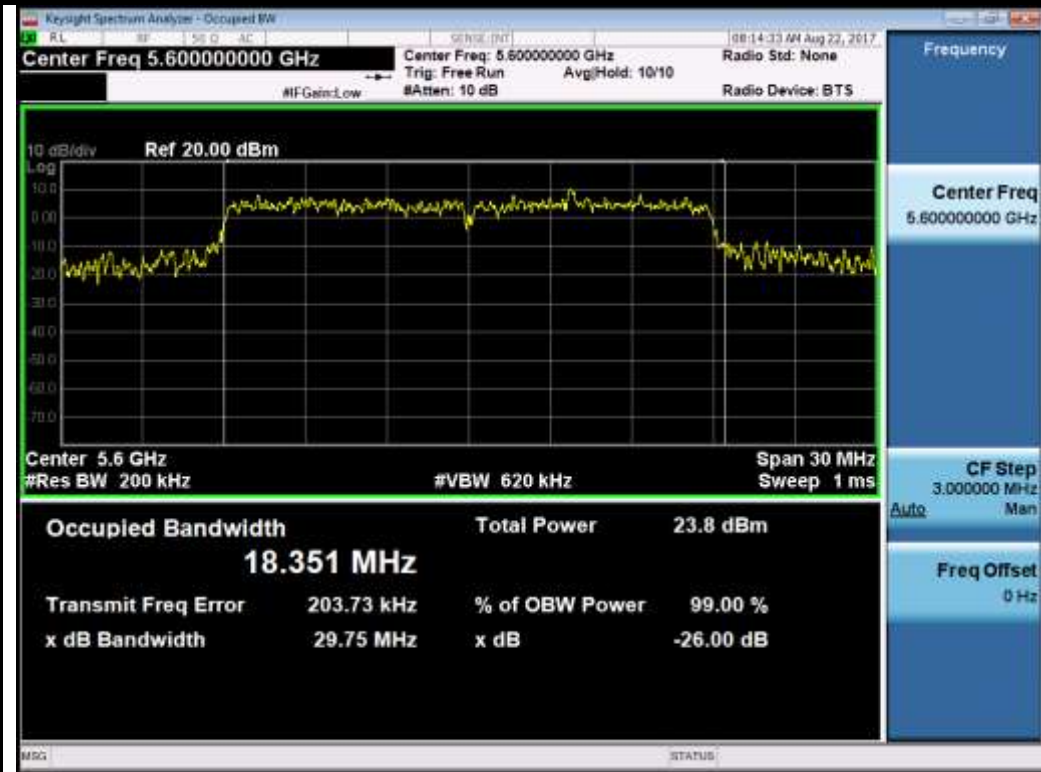 Keysight Spectrum Analyzer - Occupied BW
RL RF 50 Ω AC SENSE:INT 08:14:33 AM Aug 22, 2017
Center Freq 5.600000000 GHz Center Freq: 5.600000000 GHz Radio Std: None Frequency
Trig: Free Run Avg|Hold: 10/10
#IFGain:Low #Atten: 10 dB Radio Device: BTS
10 dB/div Ref 20.00 dBm
Log
10.0
0.00
-10.0
-20.0
-30.0
-40.0
-50.0
-60.0
-70.0
Center Freq
5.600000000 GHz
Center 5.6 GHz Span 30 MHz
#Res BW 200 kHz #VBW 620 kHz Sweep 1 ms
CF Step
3.000000 MHz
Auto Man
Occupied Bandwidth Total Power 23.8 dBm
18.351 MHz
Freq Offset
0 Hz
Transmit Freq Error 203.73 kHz % of OBW Power 99.00 %
x dB Bandwidth 29.75 MHz x dB -26.00 dB
MSG STATUS